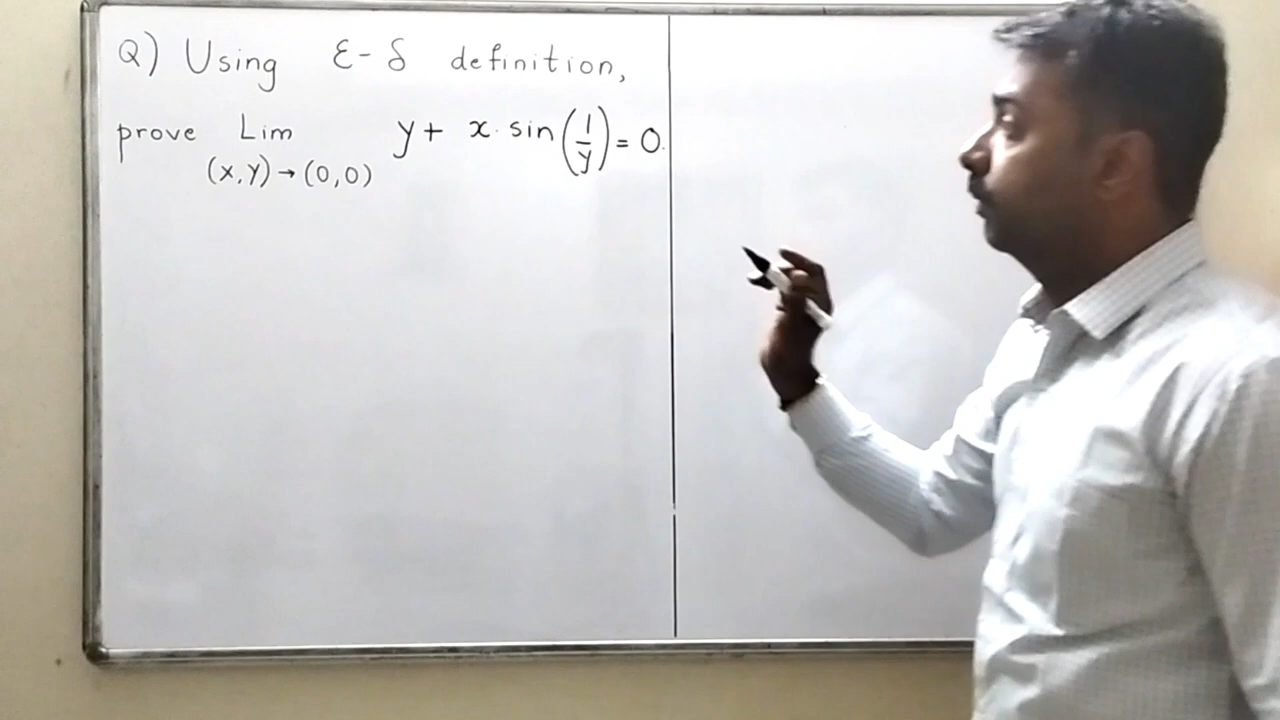 Q) Using ε-δ definition,
prove Lim y + x · sin(1/y) = 0.
(x,y)→(0,0)